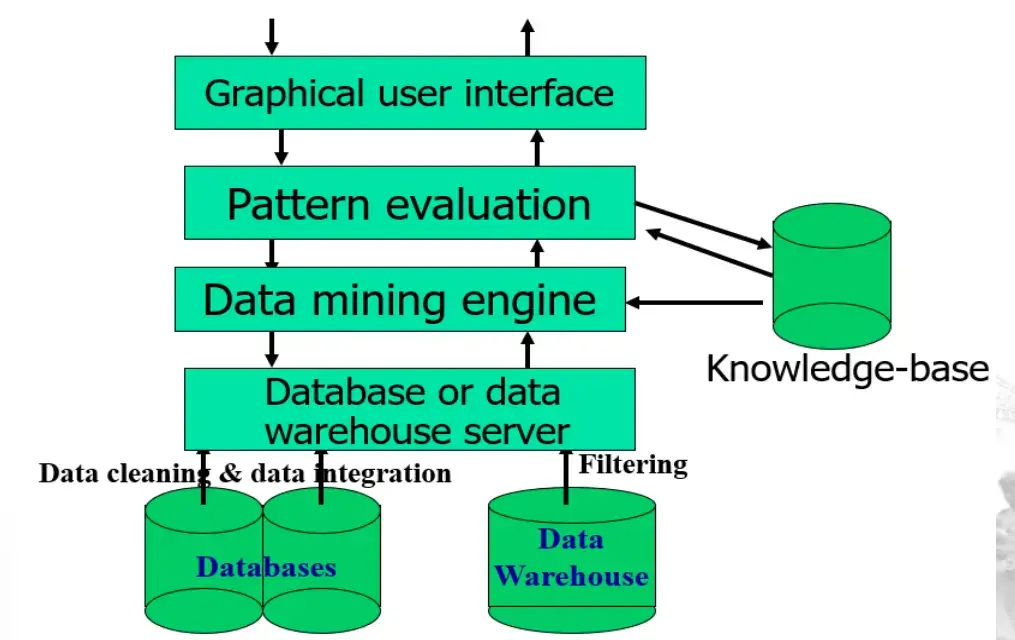 Graphical user interface
Pattern evaluation
Data mining engine
Knowledge-base
Database or data
warehouse server
Data cleaning & data integration
Filtering
Databases
Data
Warehouse